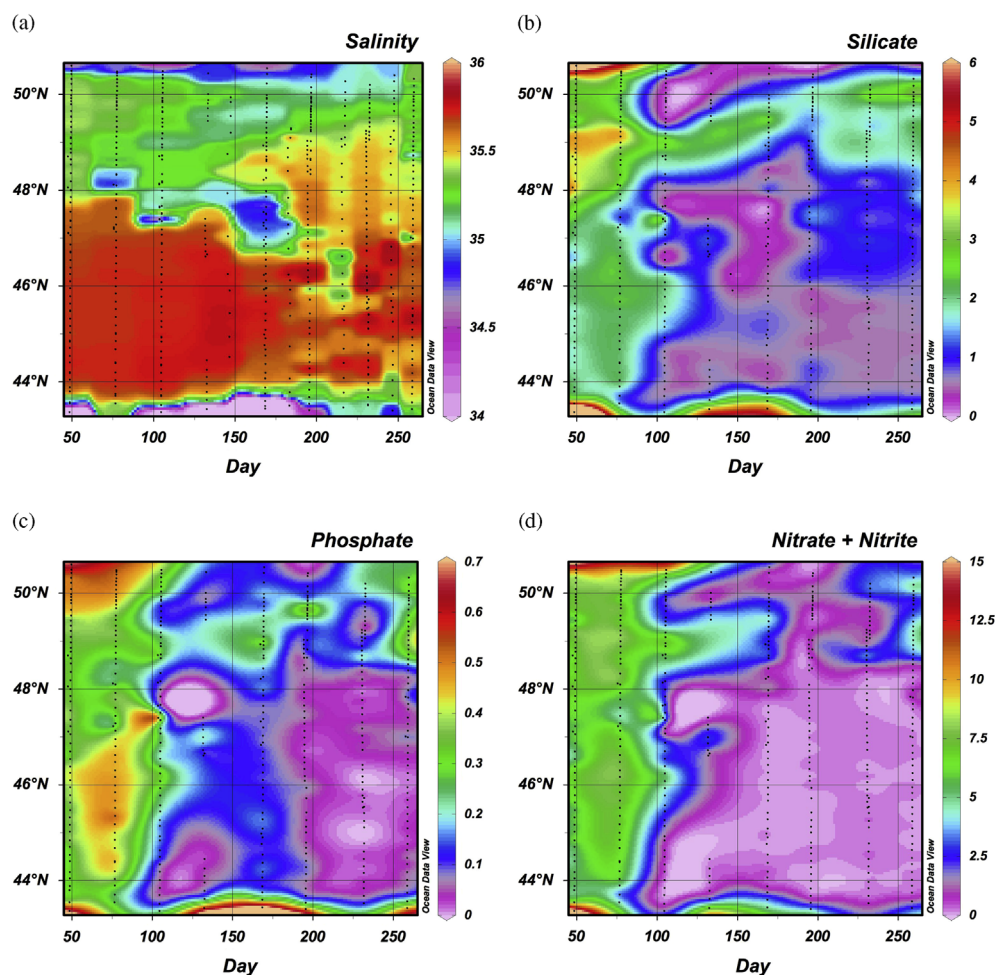 (a)
Salinity
50°N
48°N
46°N
44°N
50
100
150
200
250
Day
36
35.5
35
34.5
34
Ocean Data View
(b)
Silicate
50°N
48°N
46°N
44°N
50
100
150
200
250
Day
6
5
4
3
2
1
0
Ocean Data View
(c)
Phosphate
50°N
48°N
46°N
44°N
50
100
150
200
250
Day
0.7
0.6
0.5
0.4
0.3
0.2
0.1
0
Ocean Data View
(d)
Nitrate + Nitrite
50°N
48°N
46°N
44°N
50
100
150
200
250
Day
15
12.5
10
7.5
5
2.5
0
Ocean Data View